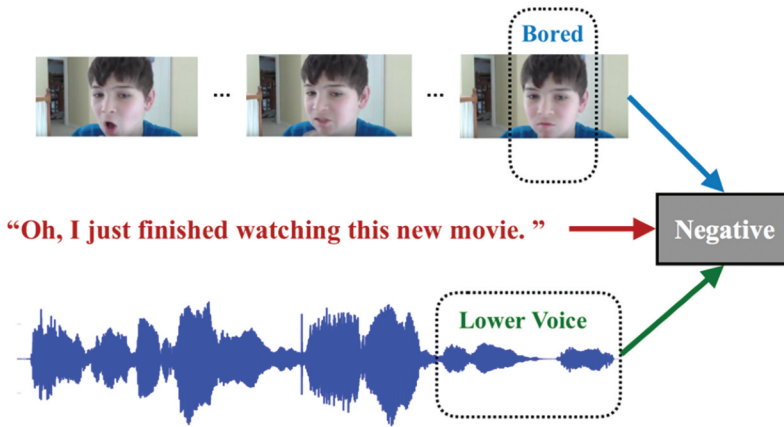 Bored
... ...
“Oh, I just finished watching this new movie. ”
Negative
Lower Voice